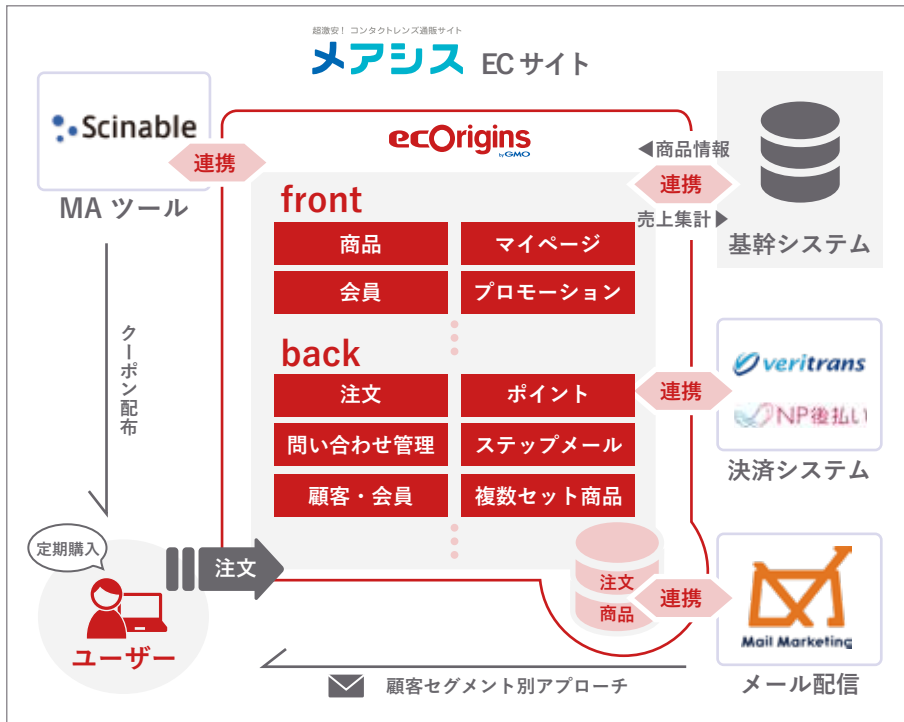 超激安! コンタクトレンズ通販サイト
メアシス ECサイト
Scinable
連携
MA ツール
ecOrigins
by GMO
◀商品情報
連携
売上集計▶
基幹システム
front
商品
マイページ
会員
プロモーション
back
注文
ポイント
問い合わせ管理
ステップメール
顧客・会員
複数セット商品
連携
veritrans
NP後払い
決済システム
クーポン配布
定期購入
ユーザー
注文
注文
商品
連携
Mail Marketing
メール配信
顧客セグメント別アプローチ